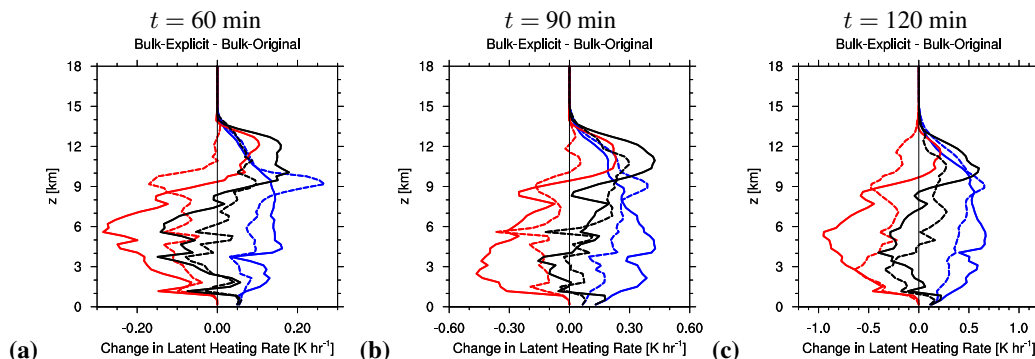 t = 60 min
Bulk-Explicit - Bulk-Original
18
15
12
9
6
3
0
z [km]
-0.20
0.00
0.20
Change in Latent Heating Rate [K hr⁻¹]
(a)
t = 90 min
Bulk-Explicit - Bulk-Original
18
15
12
9
6
3
0
z [km]
-0.60
-0.30
0.00
0.30
0.60
Change in Latent Heating Rate [K hr⁻¹]
(b)
t = 120 min
Bulk-Explicit - Bulk-Original
18
15
12
9
6
3
0
z [km]
-1.0
-0.5
0.0
0.5
1.0
Change in Latent Heating Rate [K hr⁻¹]
(c)